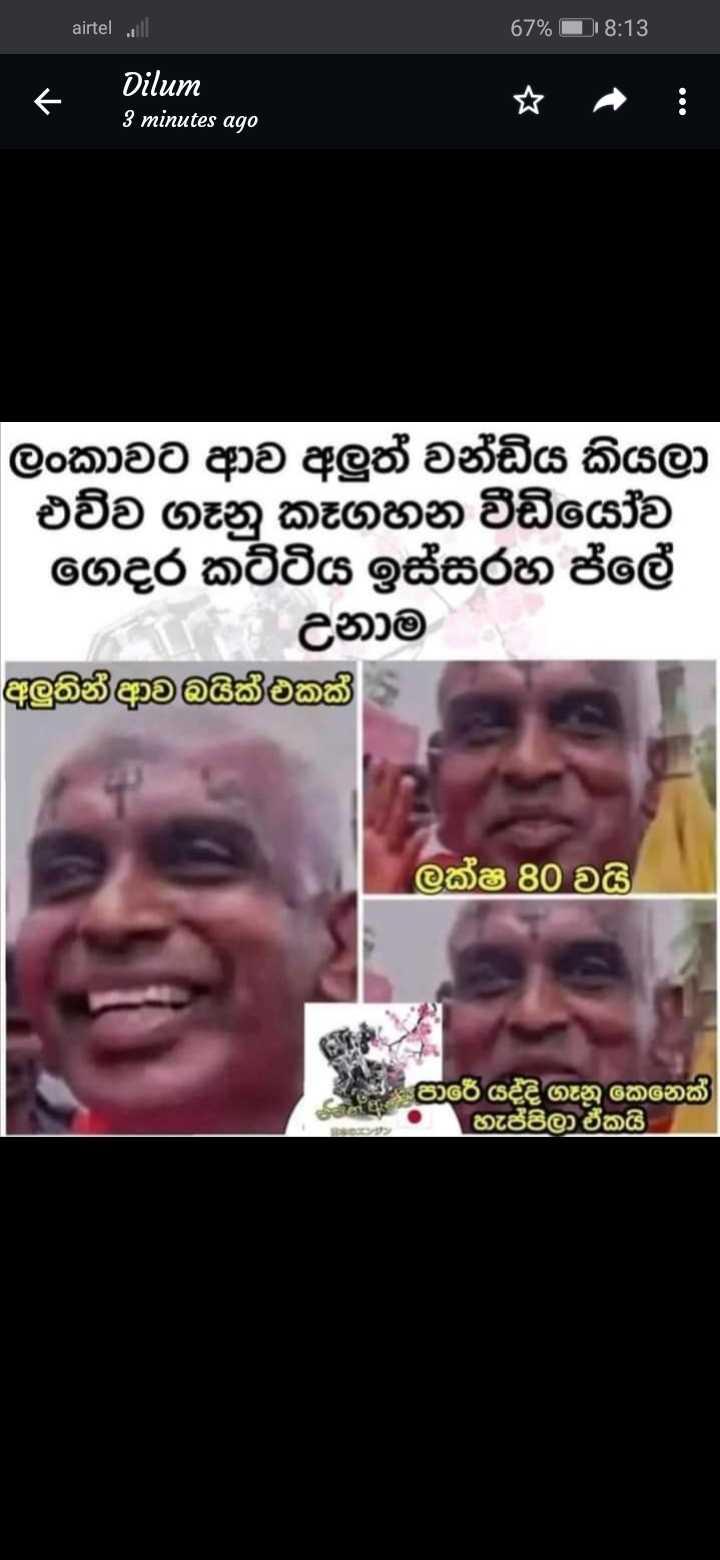 airtel
67% 8:13
Dilum
3 minutes ago
ලංකාවට ආව අලුත් වන්ඩිය කියලා
එව්ව ගෑනු කෑගහන වීඩියෝව
ගෙදර කට්ටිය ඉස්සරහ ප්ලේ
උනාම
අලුතින් ආව බයික් එකක්
ලක්ෂ 80 වයි
පාරේ යද්දි ගෑනු කෙනෙක්
හැප්පිලා ඒකයි